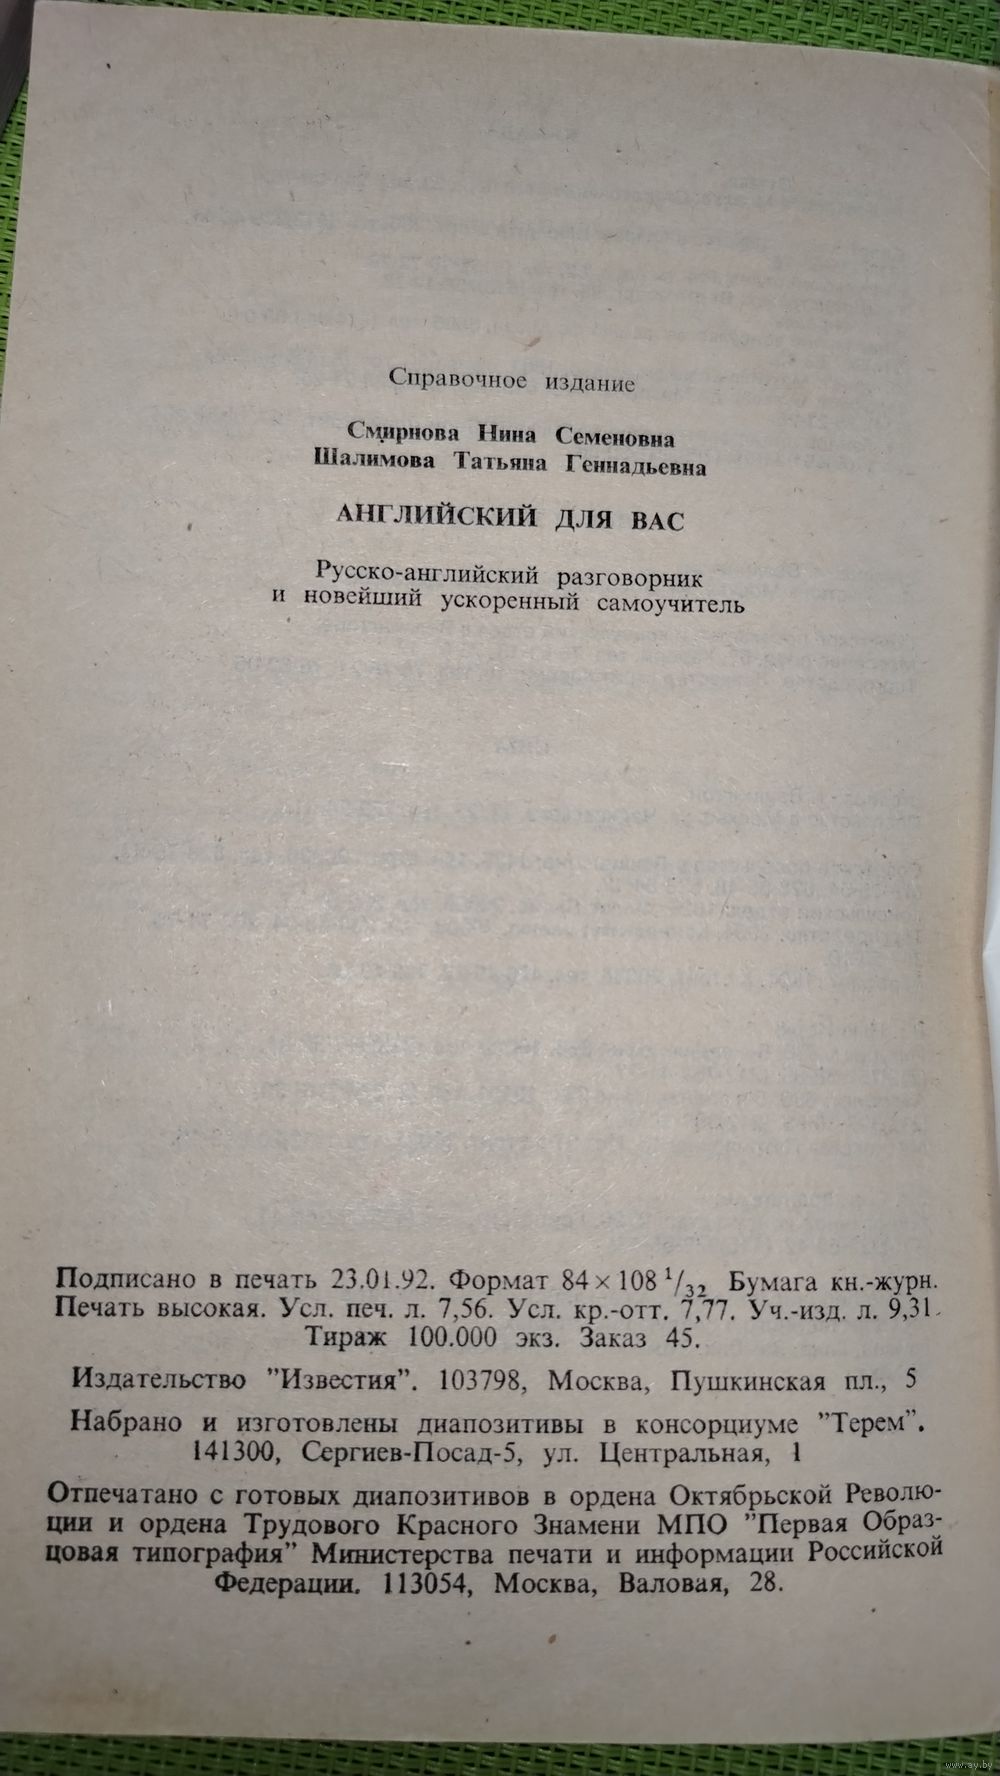 Справочное издание
Смирнова Нина Семеновна
Шалимова Татьяна Геннадьевна
АНГЛИЙСКИЙ ДЛЯ ВАС
Русско-английский разговорник
и новейший ускоренный самоучитель
Подписано в печать 23.01.92. Формат 84×108 1/32 Бумага кн.-журн.
Печать высокая. Усл. печ. л. 7,56. Усл. кр.-отт. 7,77. Уч.-изд. л. 9,31.
Тираж 100.000 экз. Заказ 45.
Издательство "Известия". 103798, Москва, Пушкинская пл., 5
Набрано и изготовлены диапозитивы в консорциуме "Терем".
141300, Сергиев-Посад-5, ул. Центральная, 1
Отпечатано с готовых диапозитивов в ордена Октябрьской Револю-
ции и ордена Трудового Красного Знамени МПО "Первая Образ-
цовая типография" Министерства печати и информации Российской
Федерации. 113054, Москва, Валовая, 28.
www.ay.by